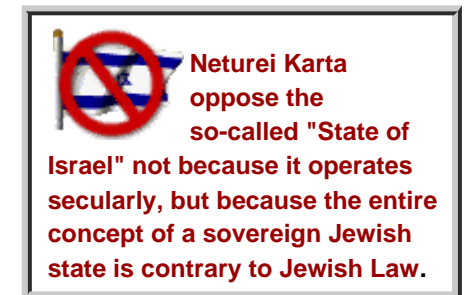 Neturei Karta
oppose the
so-called "State of
Israel" not because it operates
secularly, but because the entire
concept of a sovereign Jewish
state is contrary to Jewish Law.